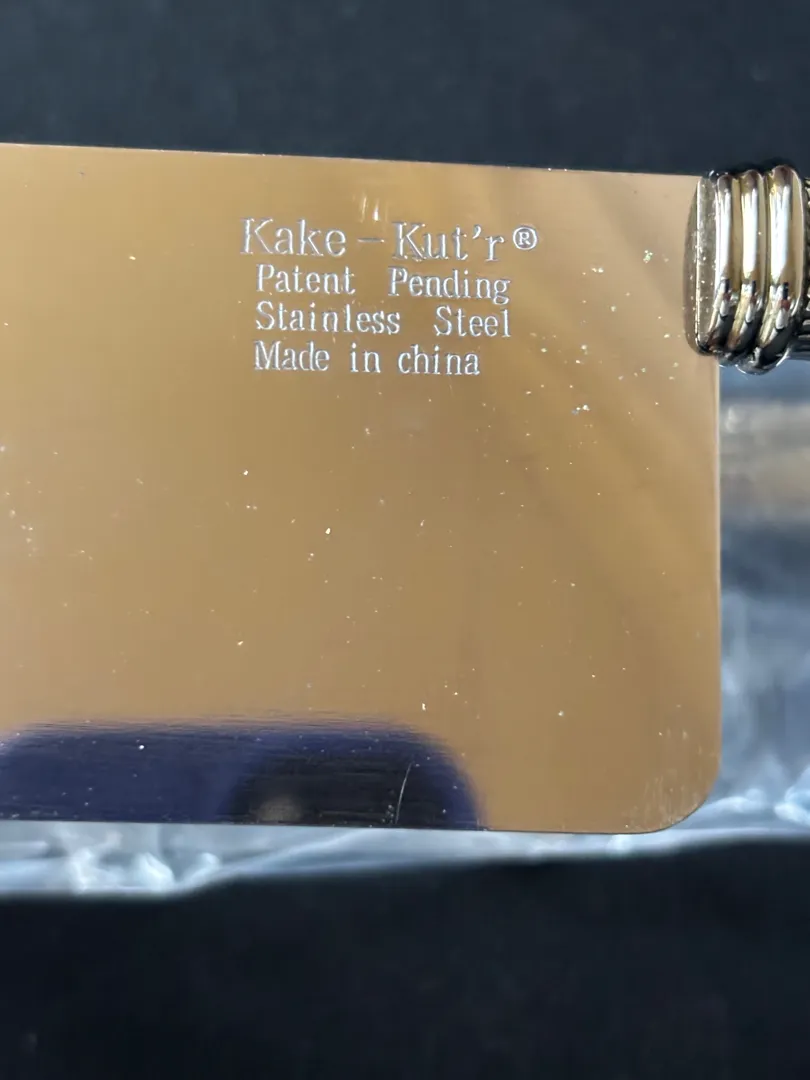 Kake-Kut'r®
Patent Pending
Stainless Steel
Made in china